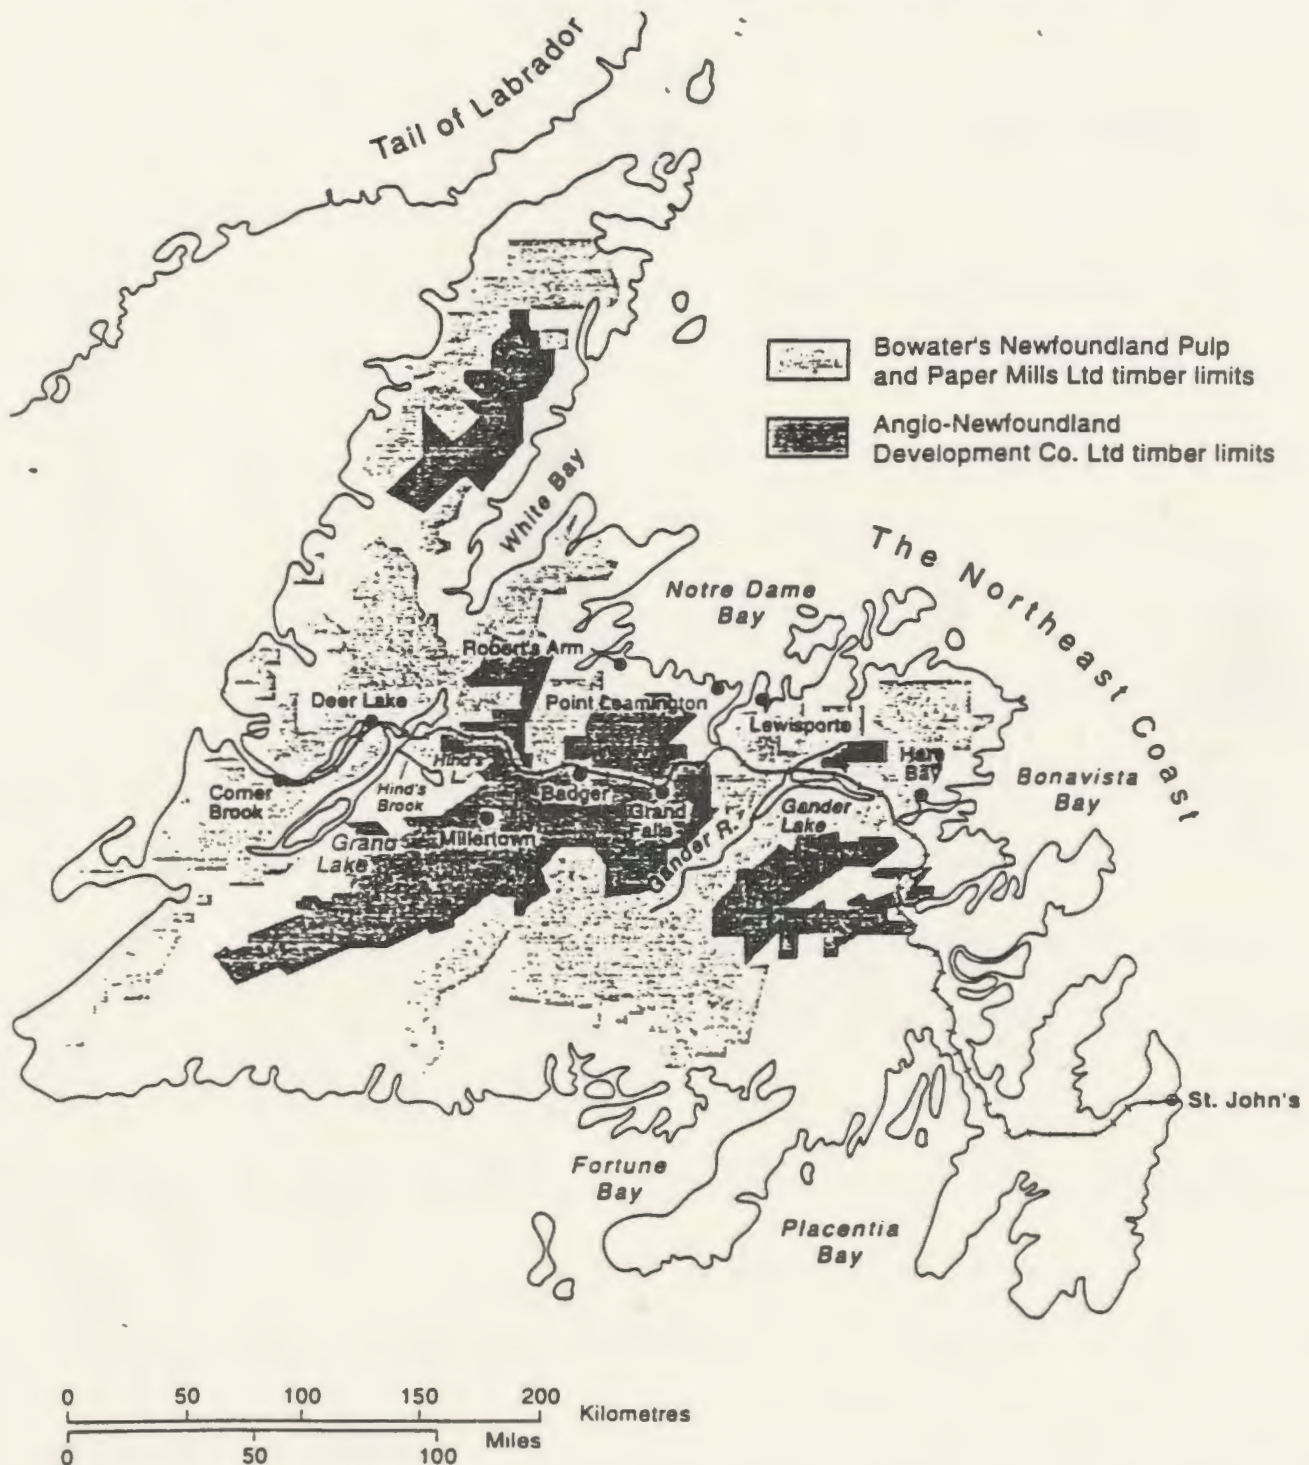 Tail of Labrador
Bowater's Newfoundland Pulp
and Paper Mills Ltd timber limits
Anglo-Newfoundland
Development Co. Ltd timber limits
White Bay
The Northeast Coast
Notre Dame
Bay
Robert's Arm
Deer Lake
Point Leamington
Lewisporte
Hare
Bay
Bonavista
Bay
Hind's
L.
Corner
Brook
Hind's
Brook
Badger
Grand
Falls
Gander
Lake
Grand
Lake
Millertown
Gander R.
St. John's
Fortune
Bay
Placentia
Bay
0 50 100 150 200
Kilometres
Miles
0 50 100